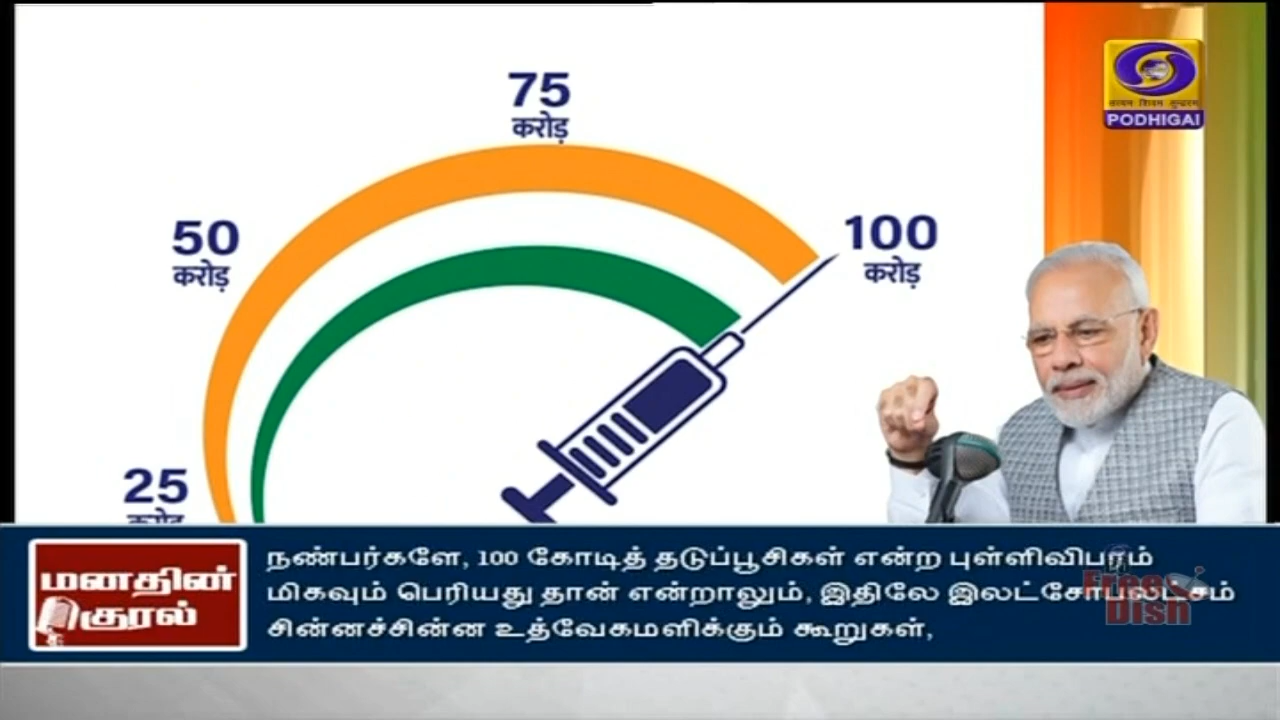 75
करोड़
50
करोड़
100
करोड़
25
करोड़
सत्यम शिवम सुन्दरम
PODHIGAI
மனதின்
குரல்
நண்பர்களே, 100 கோடித் தடுப்பூசிகள் என்ற புள்ளிவிபரம்
மிகவும் பெரியது தான் என்றாலும், இதிலே இலட்சோபலட்சம்
சின்னச்சின்ன உத்வேகமளிக்கும் கூறுகள்,
Free
Dish